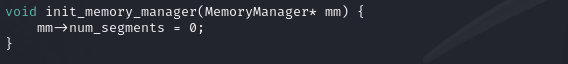 void init_memory_manager(MemoryManager* mm) {
    mm->num_segments = 0;
}